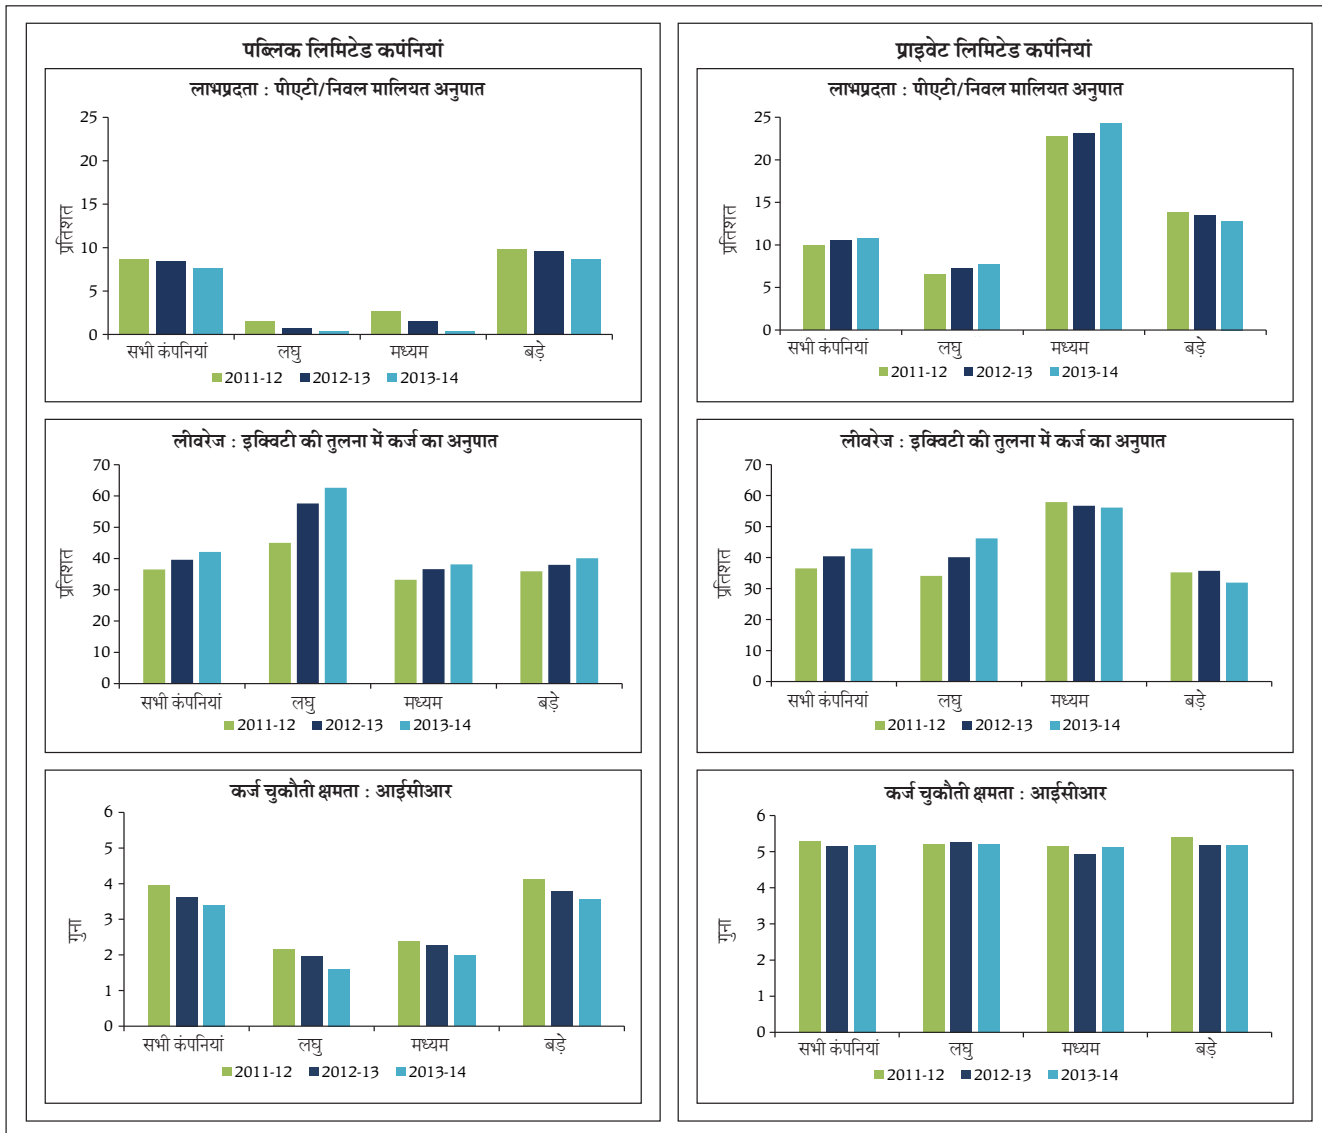 पब्लिक लिमिटेड कपंनियां
लाभप्रदता : पीएटी/निवल मालियत अनुपात
25
20
15
10
5
0
प्रतिशत
सभी कंपनियां लघु मध्यम बड़े
2011-12 2012-13 2013-14
लीवरेज : इक्विटी की तुलना में कर्ज का अनुपात
70
60
50
40
30
20
10
0
प्रतिशत
सभी कंपनियां लघु मध्यम बड़े
2011-12 2012-13 2013-14
कर्ज चुकौती क्षमता : आईसीआर
6
5
4
3
2
1
0
गुना
सभी कंपनियां लघु मध्यम बड़े
2011-12 2012-13 2013-14
प्राइवेट लिमिटेड कपंनियां
लाभप्रदता : पीएटी/निवल मालियत अनुपात
25
20
15
10
5
0
प्रतिशत
सभी कंपनियां लघु मध्यम बड़े
2011-12 2012-13 2013-14
लीवरेज : इक्विटी की तुलना में कर्ज का अनुपात
70
60
50
40
30
20
10
0
प्रतिशत
सभी कंपनियां लघु मध्यम बड़े
2011-12 2012-13 2013-14
कर्ज चुकौती क्षमता : आईसीआर
6
5
4
3
2
1
0
गुना
सभी कंपनियां लघु मध्यम बड़े
2011-12 2012-13 2013-14